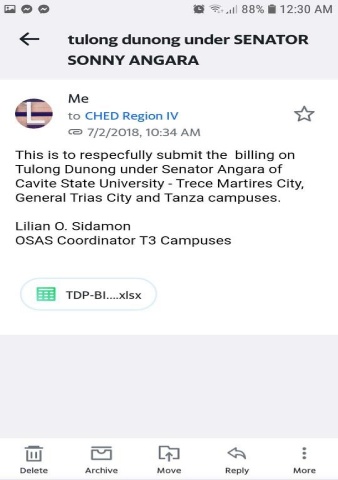 88% 12:30 AM
tulong dunong under SENATOR
SONNY ANGARA
L
Me
to CHED Region IV
7/2/2018, 10:34 AM
This is to respecfully submit the billing on
Tulong Dunong under Senator Angara of
Cavite State University - Trece Martires City,
General Trias City and Tanza campuses.
Lilian O. Sidamon
OSAS Coordinator T3 Campuses
TDP-BI....xlsx
Delete Archive Move Reply More